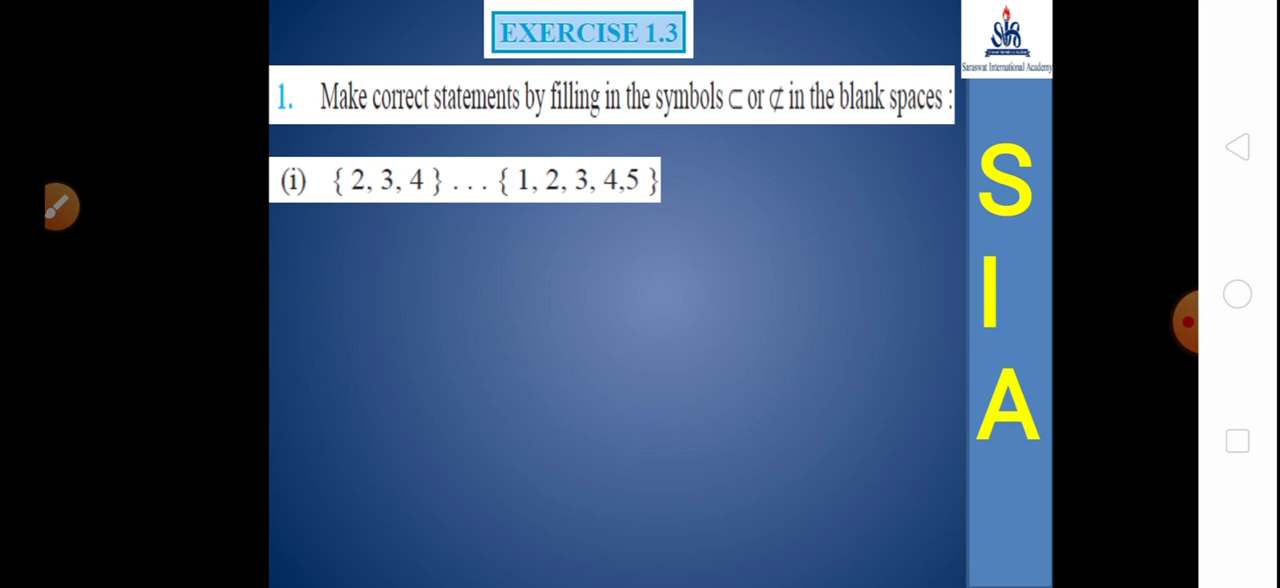 EXERCISE 1.3
SIA
Saraswat International Academy
1. Make correct statements by filling in the symbols ⊂ or ⊄ in the blank spaces :
(i) { 2, 3, 4 } . . . { 1, 2, 3, 4,5 }
S
I
A